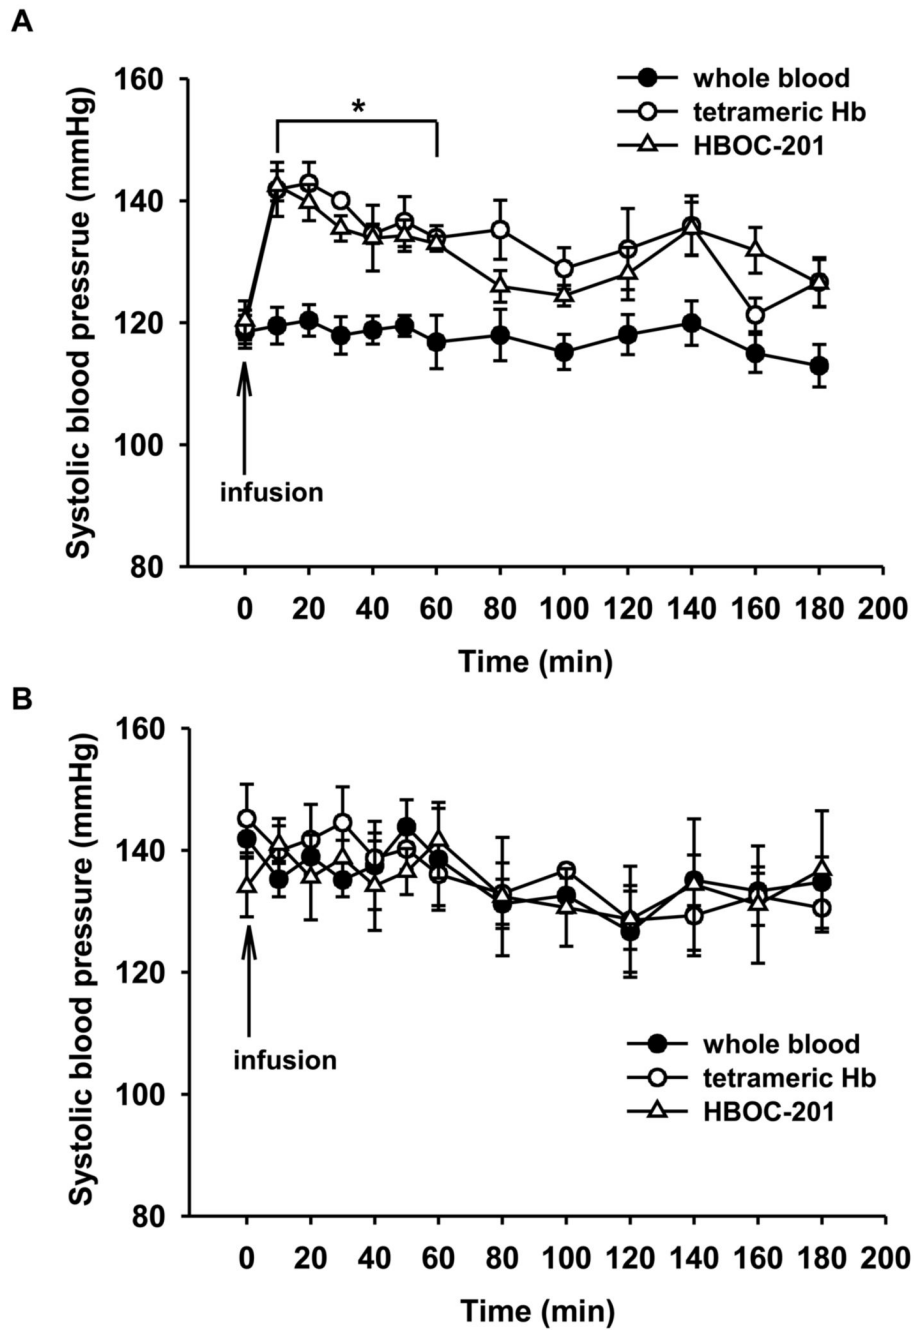 A
Systolic blood pressrue (mmHg)
160
140
120
100
80
*
whole blood
tetrameric Hb
HBOC-201
infusion
0 20 40 60 80 100 120 140 160 180 200
Time (min)
B
Systolic blood pressure (mmHg)
160
140
120
100
80
infusion
whole blood
tetrameric Hb
HBOC-201
0 20 40 60 80 100 120 140 160 180 200
Time (min)